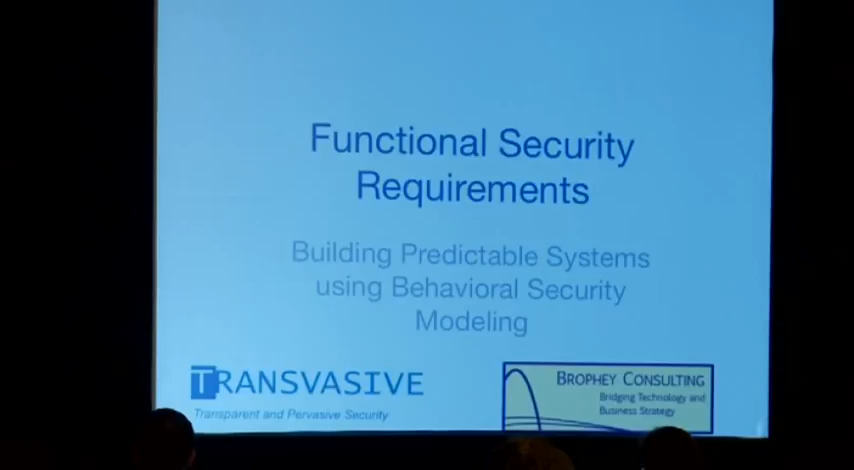 Functional Security
Requirements
Building Predictable Systems
using Behavioral Security
Modeling
TRANSVASIVE
Transparent and Pervasive Security
BROPHEY CONSULTING
Bridging Technology and
Business Strategy